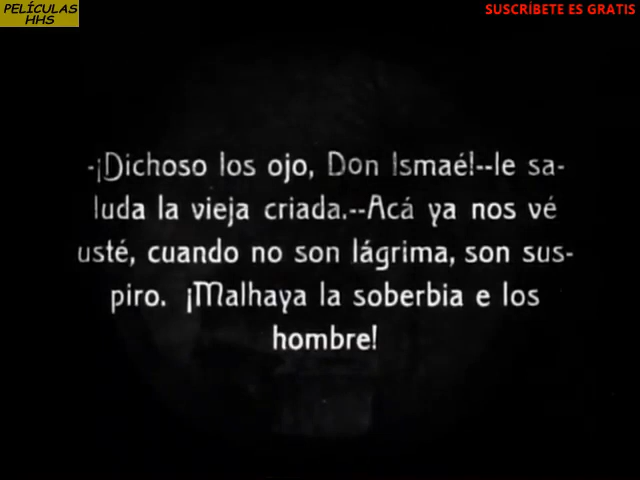 PELÍCULAS
HHS
SUSCRÍBETE ES GRATIS
-¡Dichoso los ojo, Don Ismaé!--le sa-
luda la vieja criada.--Acá ya nos vé
usté, cuando no son lágrima, son sus-
piro. ¡Malhaya la soberbia e los
hombre!